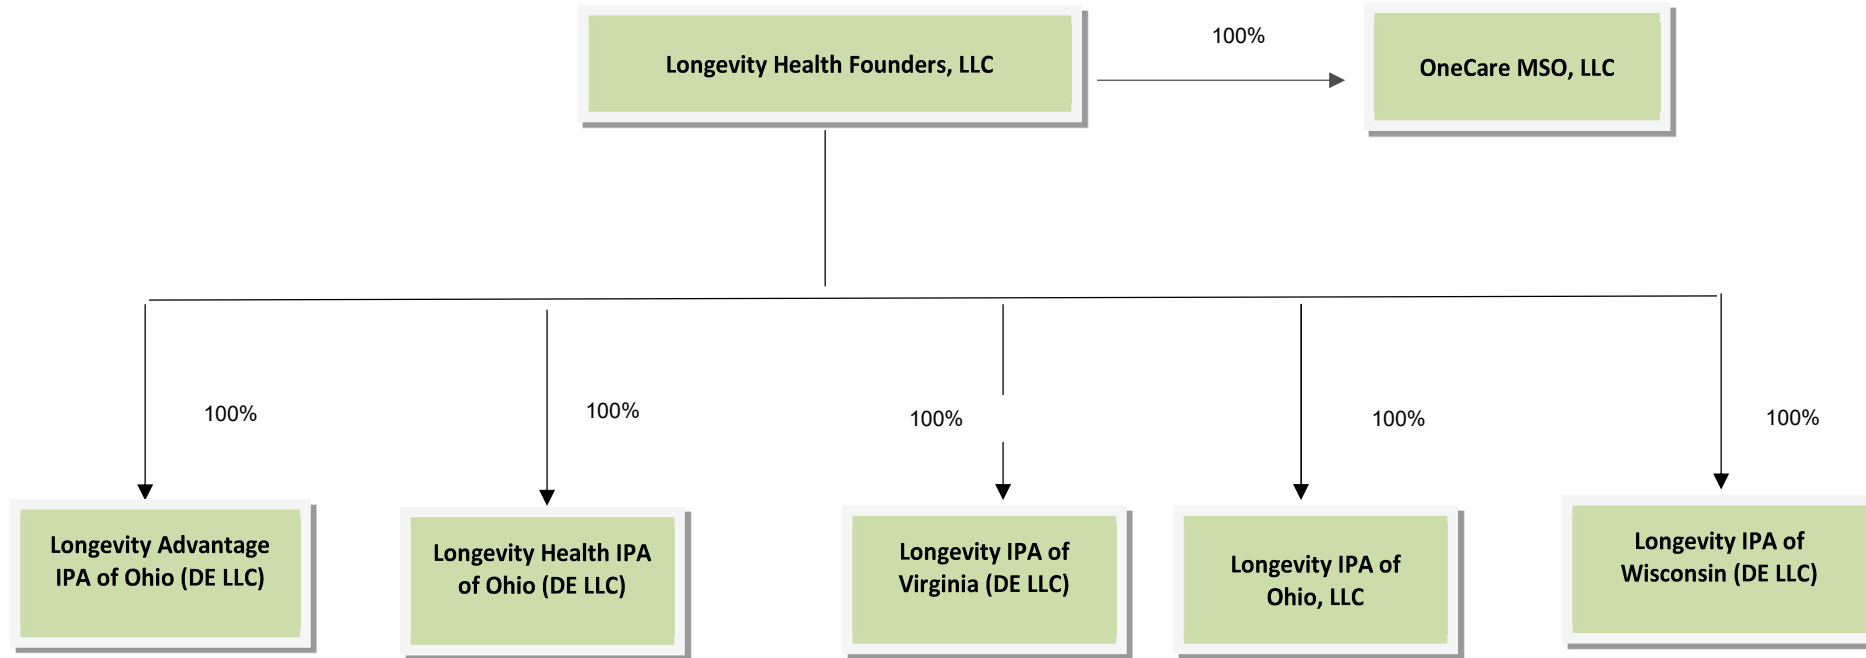 100%
Longevity Health Founders, LLC
OneCare MSO, LLC
100%
100%
100%
100%
100%
Longevity Advantage
IPA of Ohio (DE LLC)
Longevity Health IPA
of Ohio (DE LLC)
Longevity IPA of
Virginia (DE LLC)
Longevity IPA of
Ohio, LLC
Longevity IPA of
Wisconsin (DE LLC)